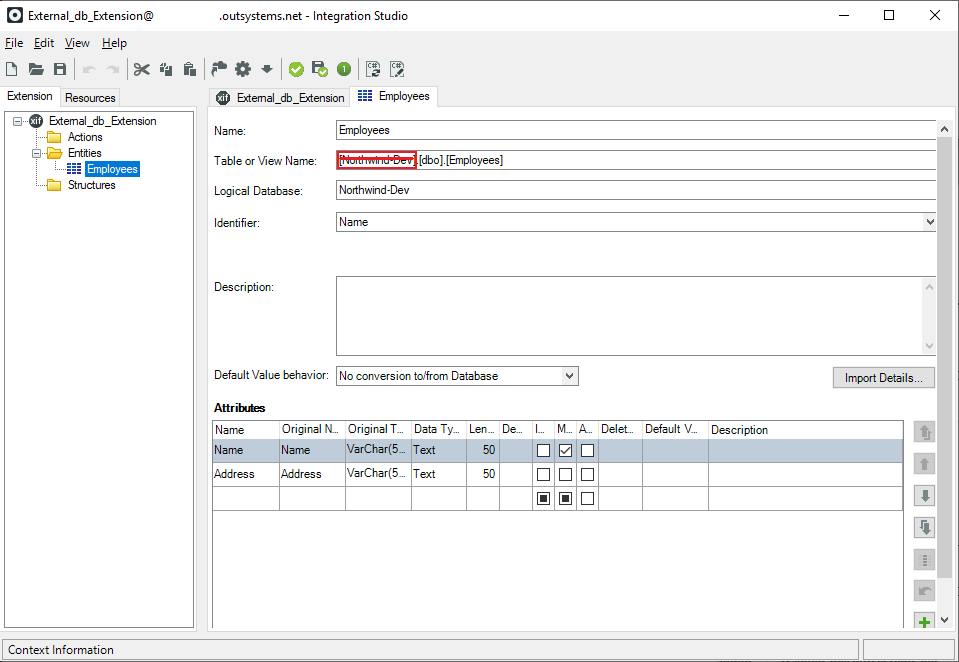 External_db_Extension@ .outsystems.net - Integration Studio
File Edit View Help
Extension Resources
External_db_Extension
Actions
Entities
Employees
Structures
External_db_Extension Employees
Name: Employees
Table or View Name: [Northwind-Dev].[dbo].[Employees]
Logical Database: Northwind-Dev
Identifier: Name
Description:
Default Value behavior: No conversion to/from Database
Import Details...
Attributes
Name Original N... Original T... Data Ty... Len... De... I... M... A... Delet... Default V... Description
Name Name VarChar(5... Text 50
Address Address VarChar(5... Text 50
Context Information